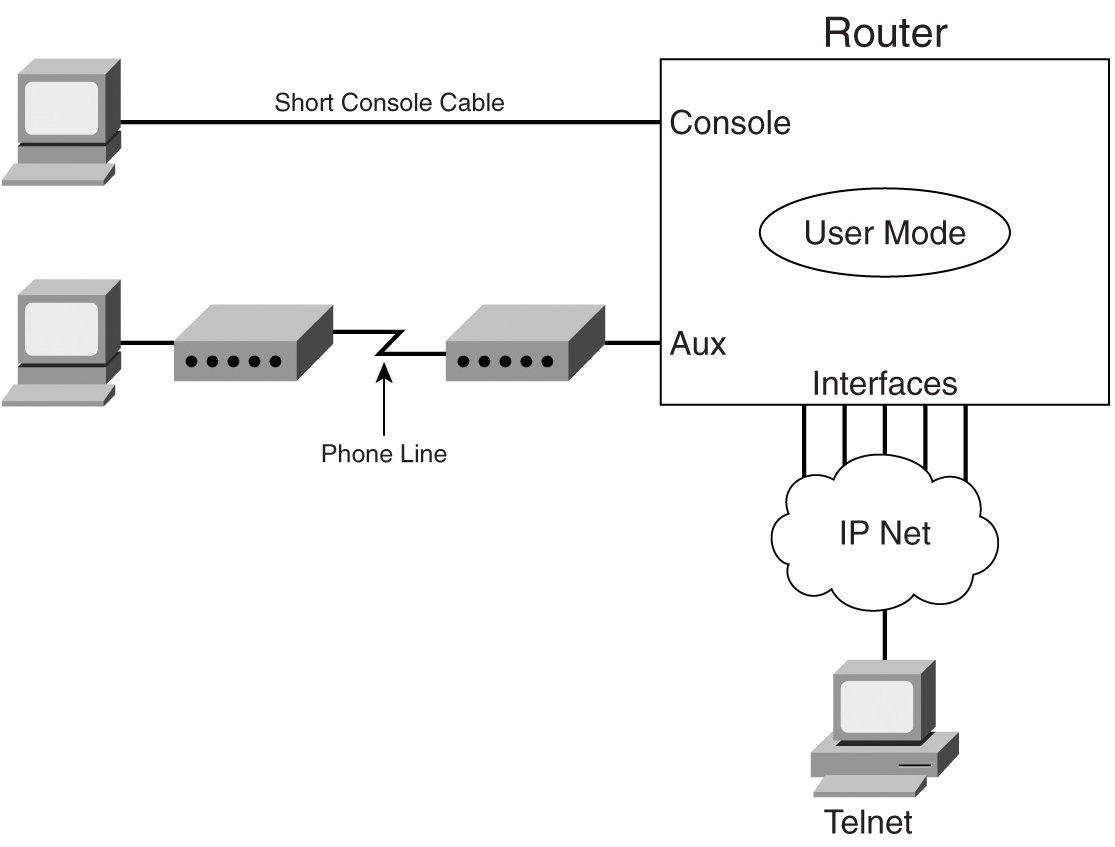 Router
Short Console Cable
Console
User Mode
Aux
Interfaces
Phone Line
IP Net
Telnet